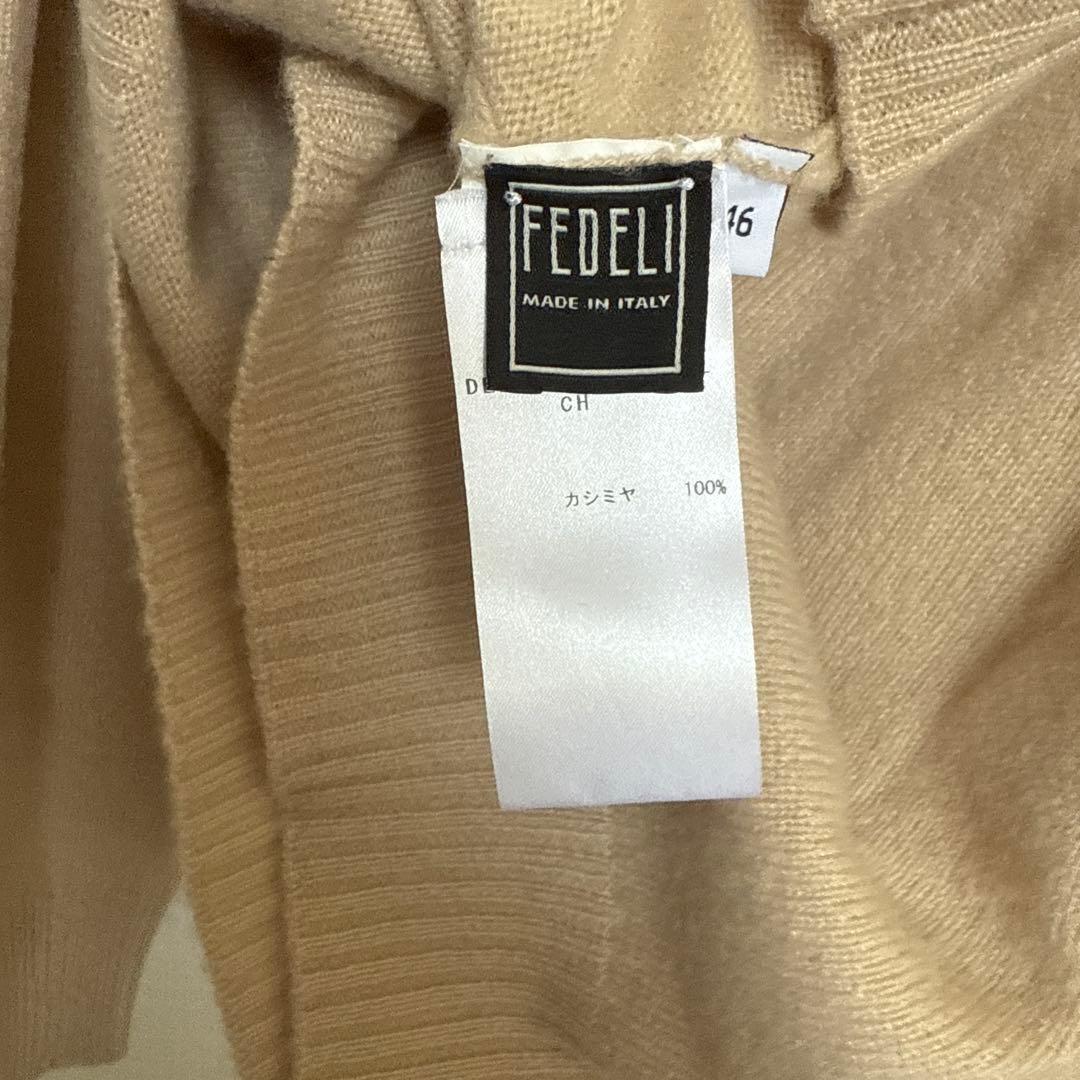 FEDELI
MADE IN ITALY
46
CH
カシミヤ 100%